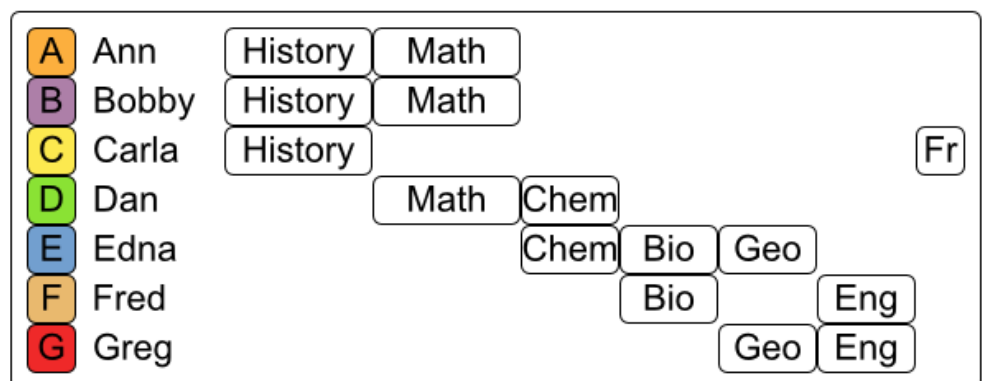 A Ann History Math
B Bobby History Math
C Carla History Fr
D Dan Math Chem
E Edna Chem Bio Geo
F Fred Bio Eng
G Greg Geo Eng